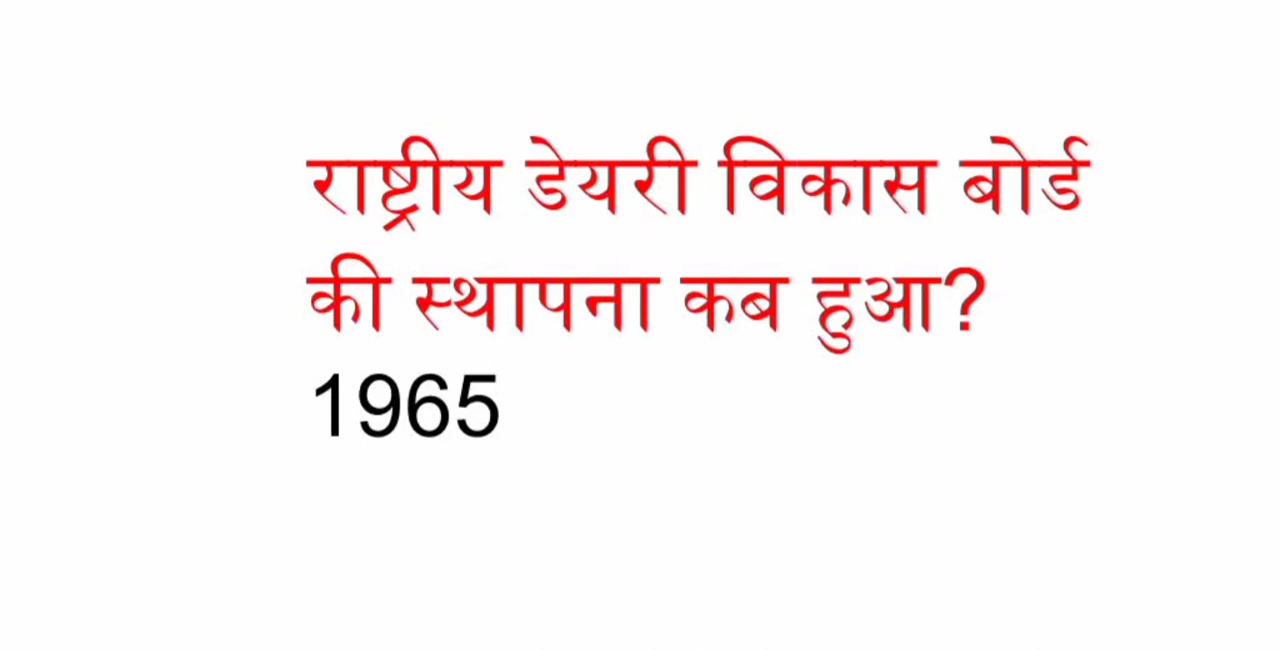 राष्ट्रीय डेयरी विकास बोर्ड
की स्थापना कब हुआ?
1965